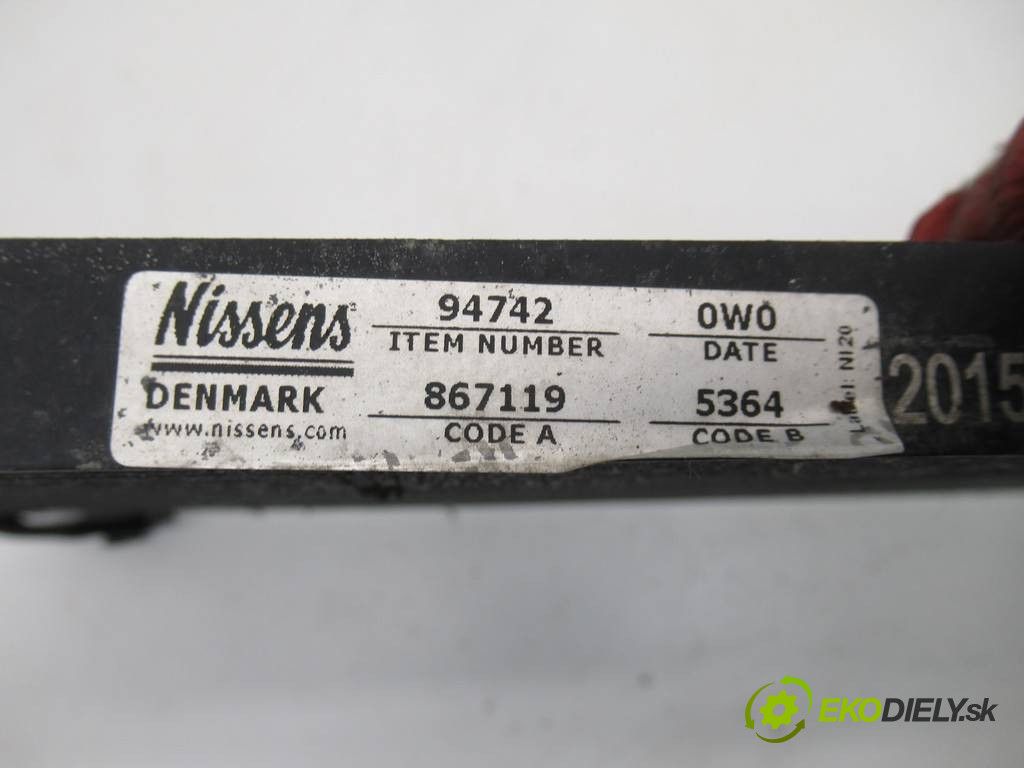 Nissens
DENMARK
www.nissens.com
94742
ITEM NUMBER
867119
CODE A
0W0
DATE
5364
CODE B
Label: NI20
2015
EKODIELY.sk